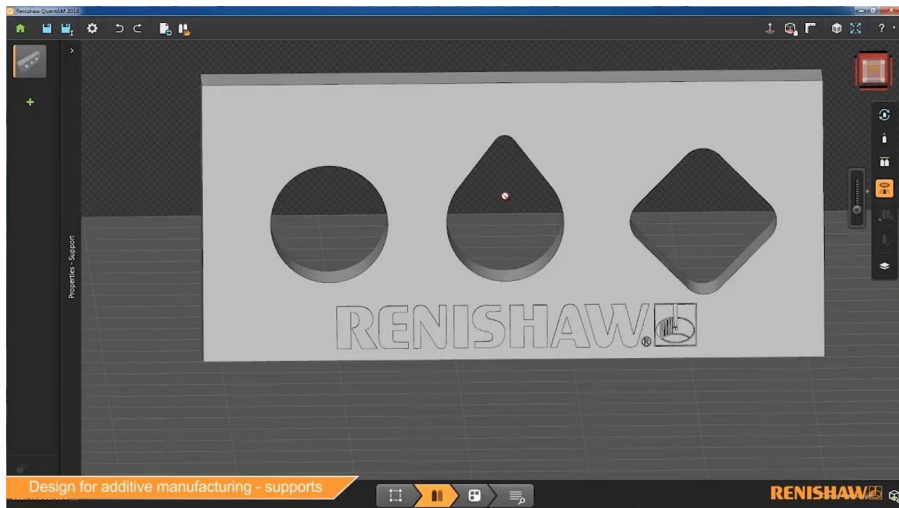 Renishaw QuantAM 2018
?
Properties - Support
RENISHAW®
Design for additive manufacturing - supports
RENISHAW